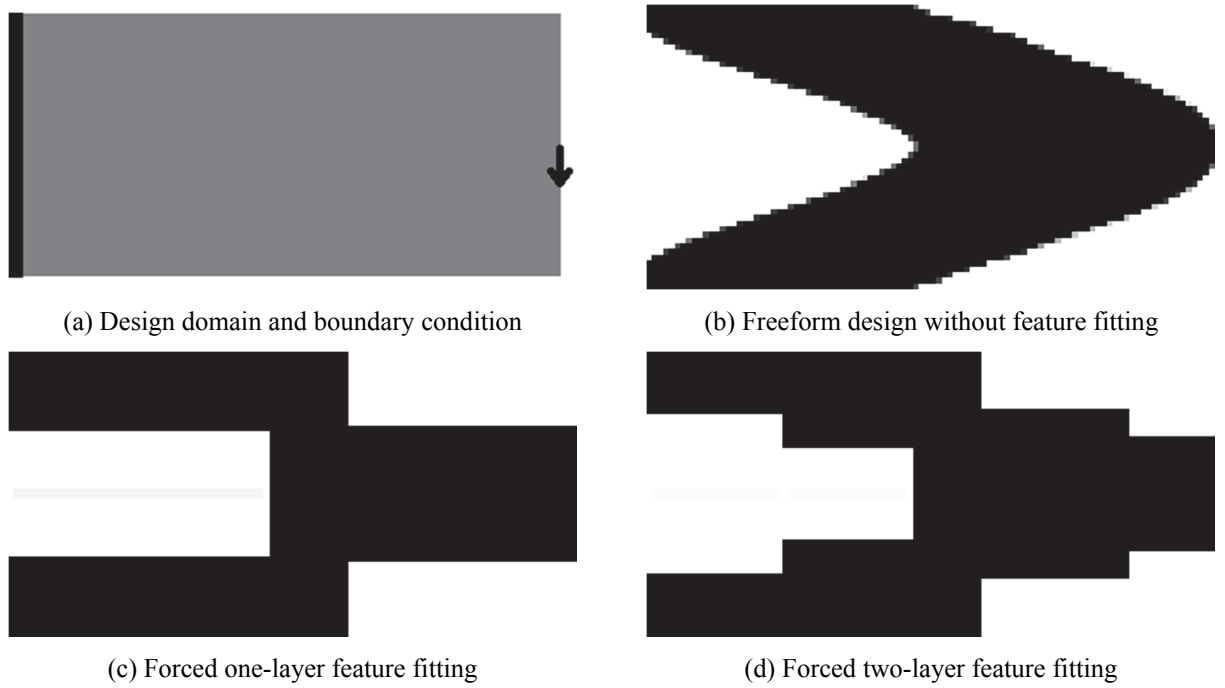 (a) Design domain and boundary condition
(b) Freeform design without feature fitting
(c) Forced one-layer feature fitting
(d) Forced two-layer feature fitting